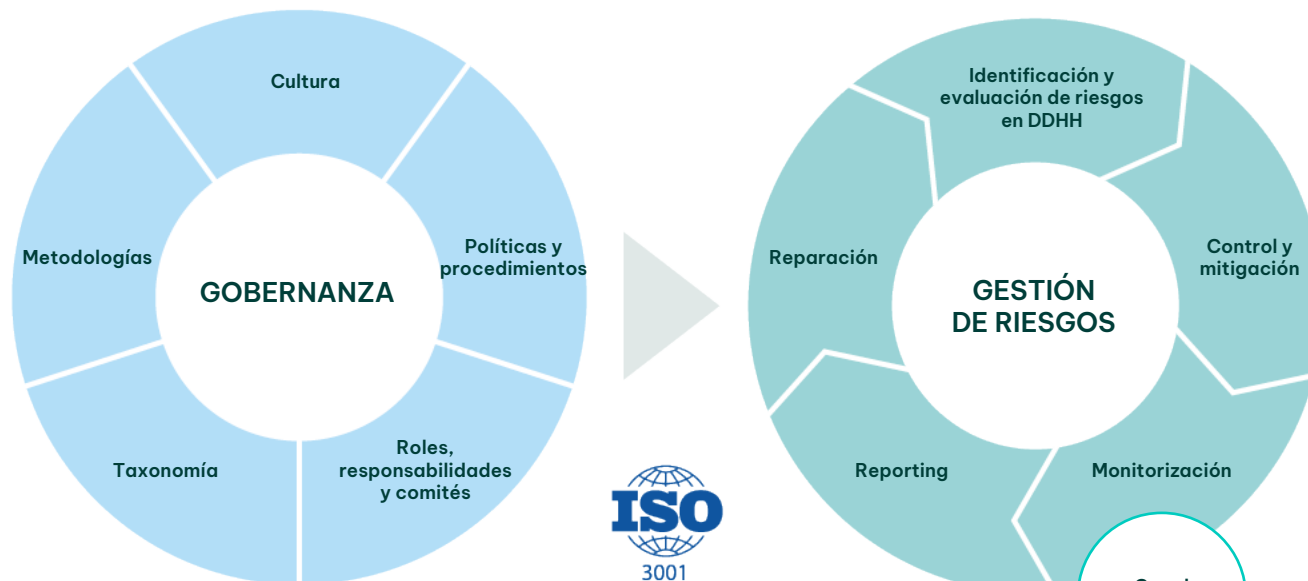 Cultura
Políticas y
procedimientos
Roles,
responsabilidades
y comités
Taxonomía
Metodologías
GOBERNANZA
ISO
3001
Identificación y
evaluación de riesgos
en DDHH
Control y
mitigación
Monitorización
Reporting
Reparación
GESTIÓN
DE RIESGOS